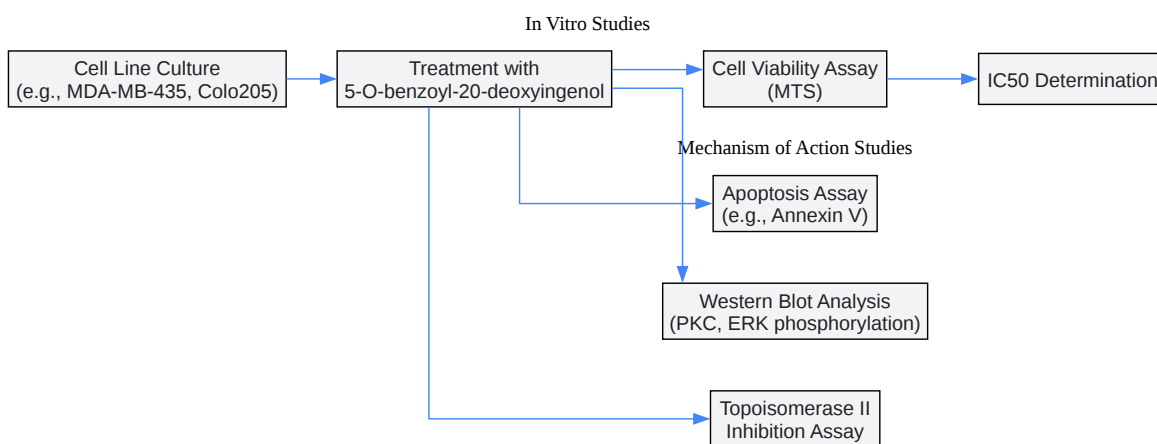 In Vitro Studies
Cell Line Culture
(e.g., MDA-MB-435, Colo205)
Treatment with
5-O-benzoyl-20-deoxyingenol
Cell Viability Assay
(MTS)
IC50 Determination
Mechanism of Action Studies
Apoptosis Assay
(e.g., Annexin V)
Western Blot Analysis
(PKC, ERK phosphorylation)
Topoisomerase II
Inhibition Assay